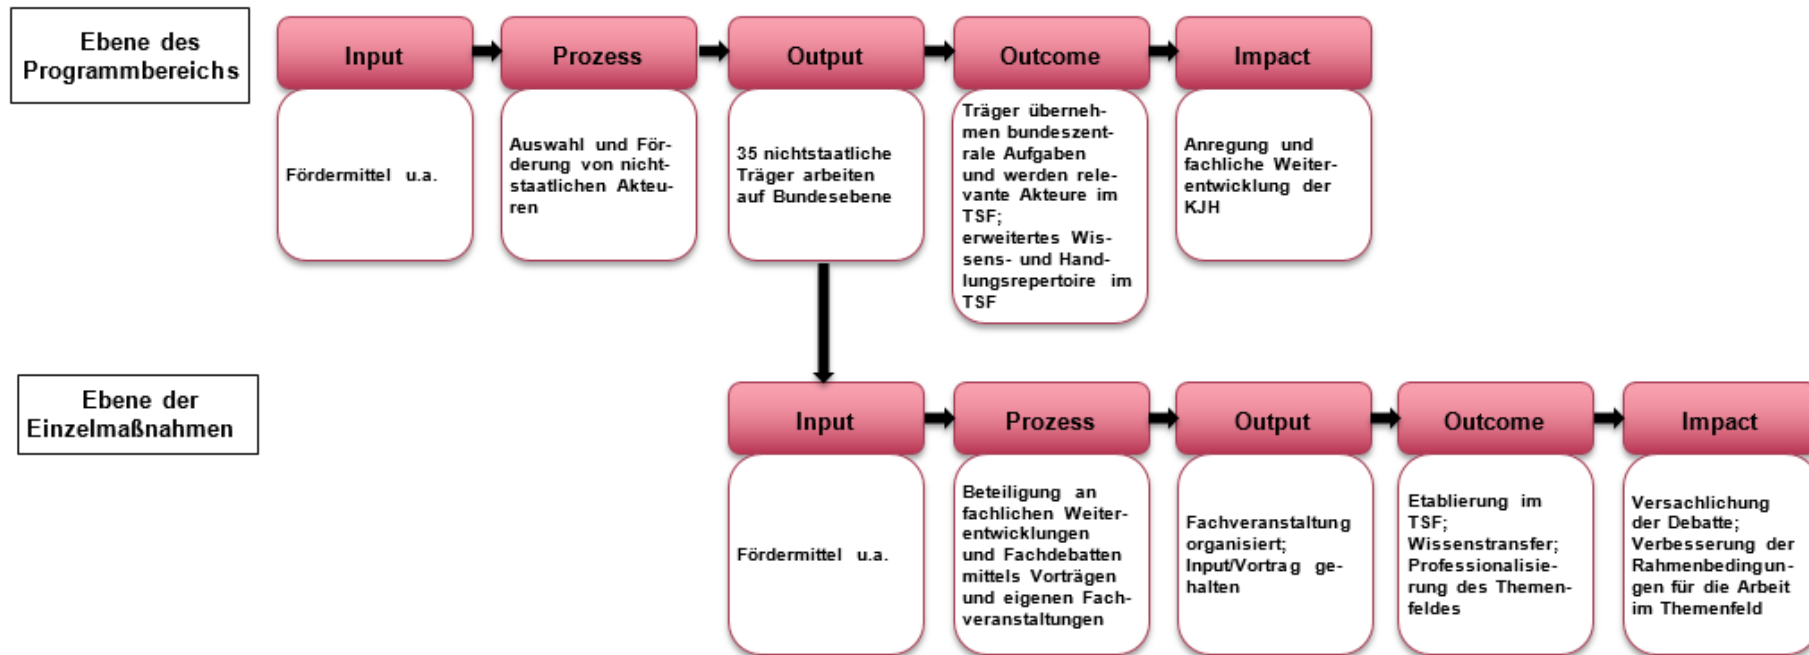 Ebene des
Programmbereichs
Input
Prozess
Output
Outcome
Impact
Fördermittel u.a.
Auswahl und För-
derung von nicht-
staatlichen Akteu-
ren
35 nichtstaatliche
Träger arbeiten
auf Bundesebene
Träger überneh-
men bundeszent-
rale Aufgaben
und werden rele-
vante Akteure im
TSF;
erweitertes Wis-
sens- und Hand-
lungsrepertoire im
TSF
Anregung und
fachliche Weiter-
entwicklung der
KJH
Ebene der
Einzelmaßnahmen
Input
Prozess
Output
Outcome
Impact
Fördermittel u.a.
Beteiligung an
fachlichen Weiter-
entwicklungen
und Fachdebatten
mittels Vorträgen
und eigenen Fach-
veranstaltungen
Fachveranstaltung
organisiert;
Input/Vortrag ge-
halten
Etablierung im
TSF;
Wissenstransfer;
Professionalisie-
rung des Themen-
feldes
Versachlichung
der Debatte;
Verbesserung der
Rahmenbedingun-
gen für die Arbeit
im Themenfeld